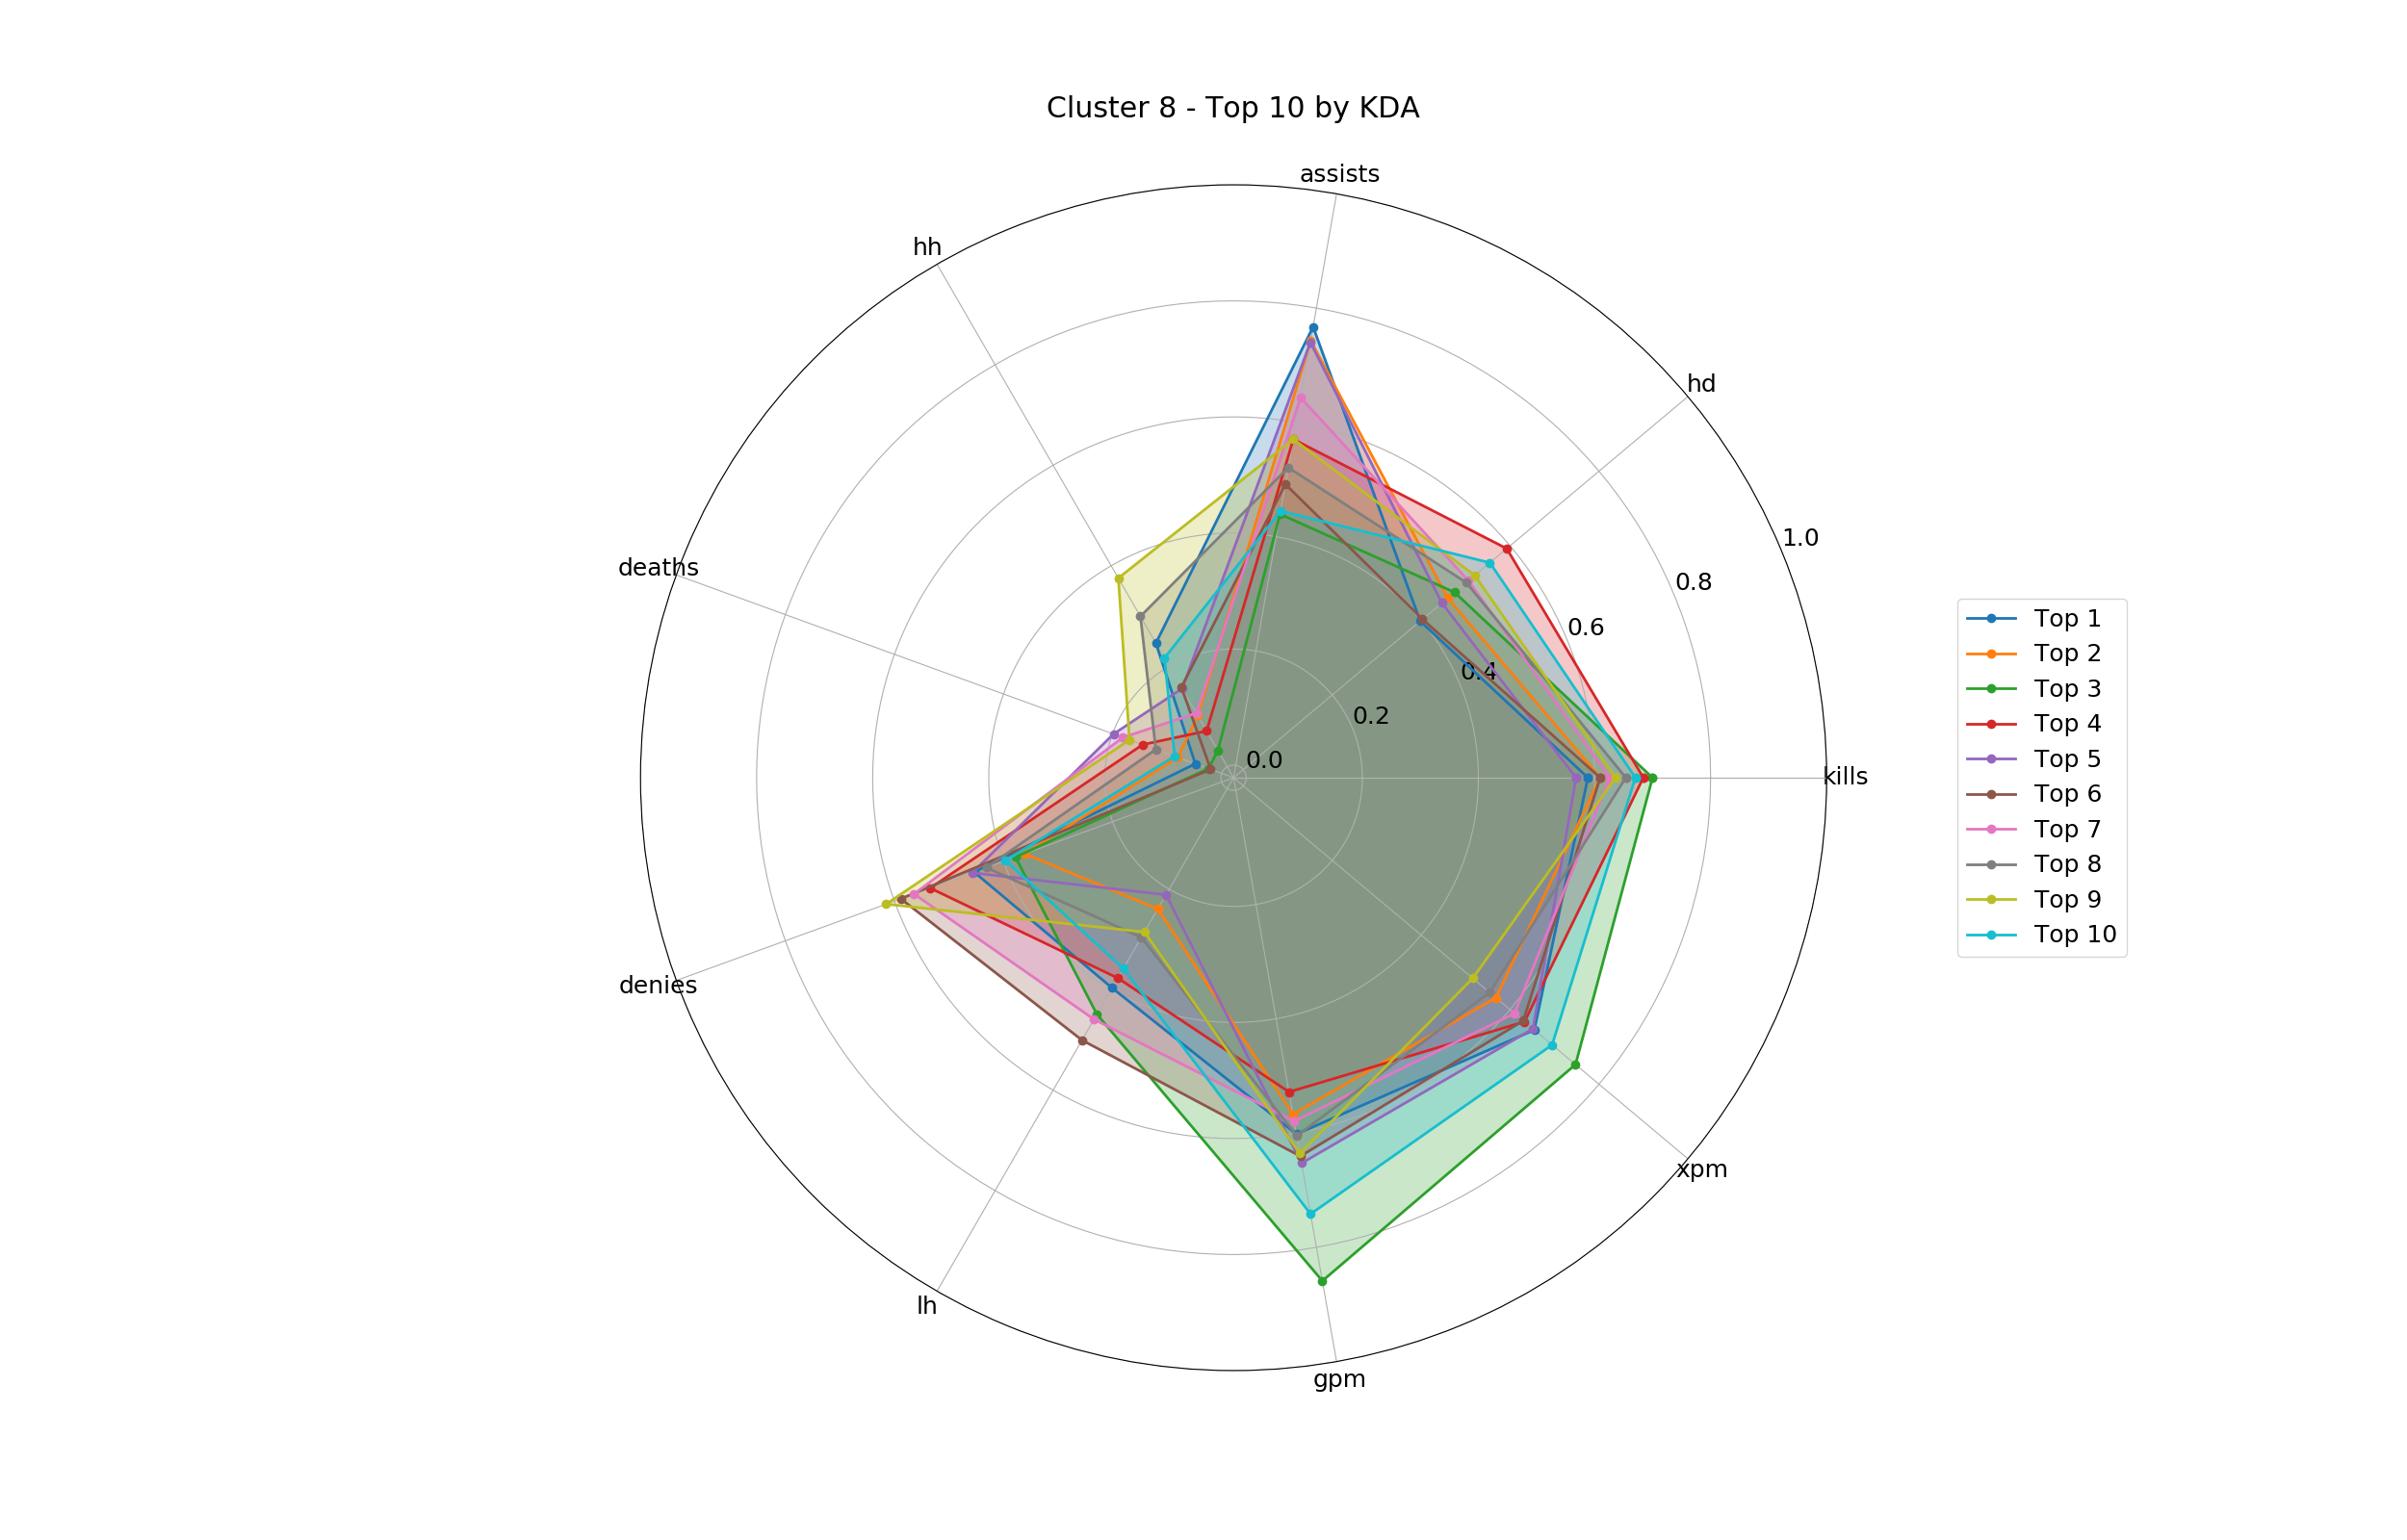 Cluster 8 - Top 10 by KDA
assists
hh
hd
1.0
deaths
0.8
0.6
0.4
0.2
0.0
kills
denies
xpm
lh
gpm
Top 1
Top 2
Top 3
Top 4
Top 5
Top 6
Top 7
Top 8
Top 9
Top 10